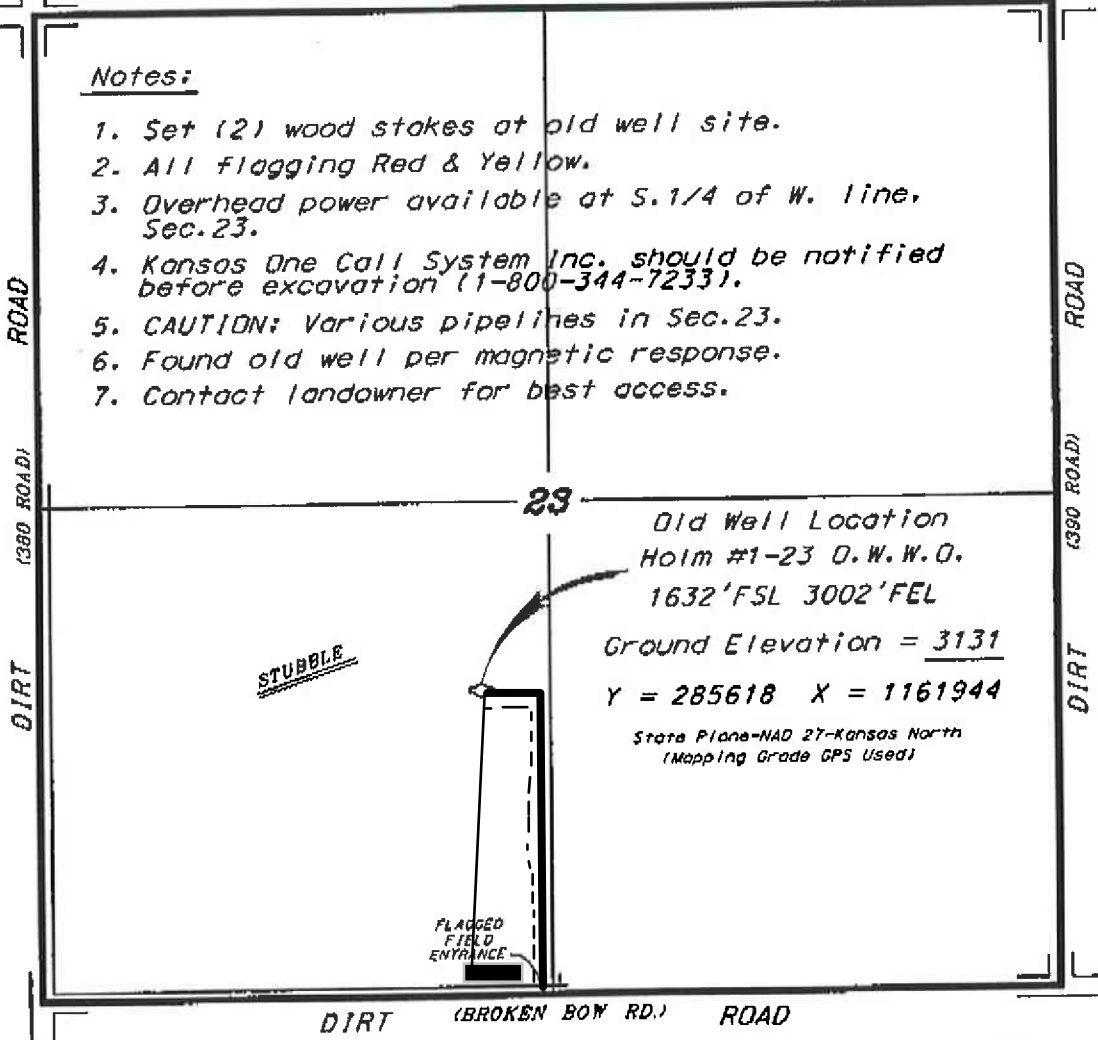 Notes:
1. Set (2) wood stakes at old well site.
2. All flagging Red & Yellow.
3. Overhead power available at S.1/4 of W. line,
Sec.23.
4. Kansas One Call System Inc. should be notified
before excavation (1-800-344-7233).
5. CAUTION: Various pipelines in Sec.23.
6. Found old well per magnetic response.
7. Contact landowner for best access.
ROAD
(380 ROAD)
DIRT
ROAD
(390 ROAD)
DIRT
23
Old Well Location
Holm #1-23 O.W.W.O.
1632'FSL 3002'FEL
Ground Elevation = 3131
Y = 285618 X = 1161944
State Plane-NAD 27-Kansas North
(Mapping Grade GPS Used)
STUBBLE
FLAGGED
FIELD
ENTRANCE
DIRT (BROKEN BOW RD.) ROAD